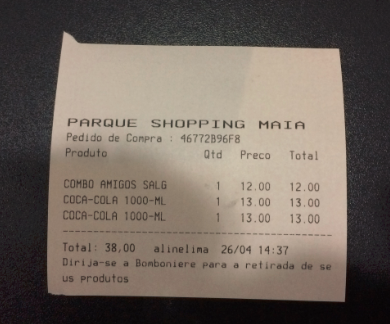 PARQUE SHOPPING MAIA
Pedido de Compra : 46772B96F8
Produto Qtd Preco Total
COMBO AMIGOS SALG 1 12.00 12.00
COCA-COLA 1000-ML 1 13.00 13.00
COCA-COLA 1000-ML 1 13.00 13.00
Total: 38,00 alinelima 26/04 14:37
Dirija-se a Bomboniere para a retirada de se
us produtos